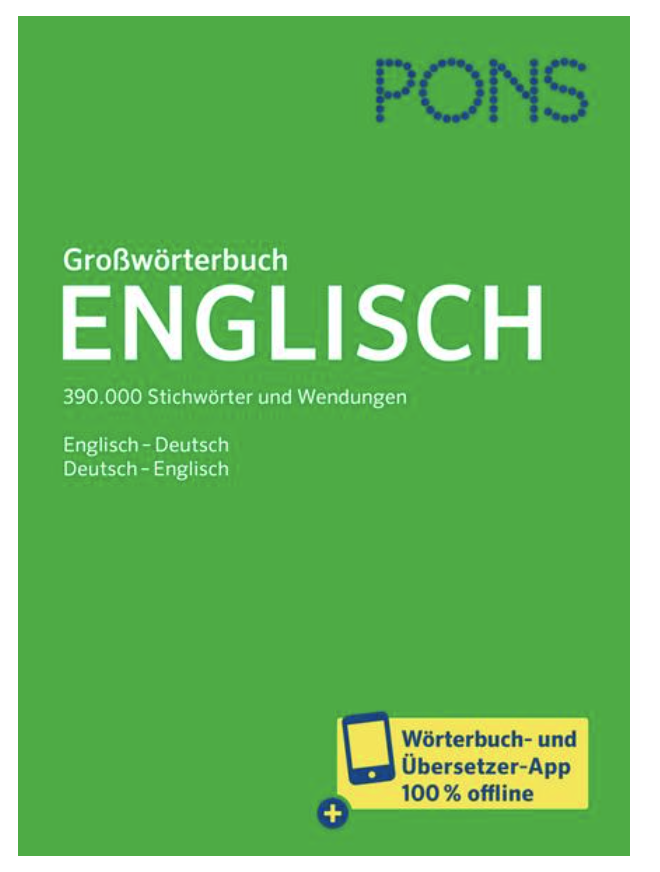 PONS
Großwörterbuch
ENGLISCH
390.000 Stichwörter und Wendungen
Englisch – Deutsch
Deutsch – Englisch
Wörterbuch- und
Übersetzer-App
100 % offline